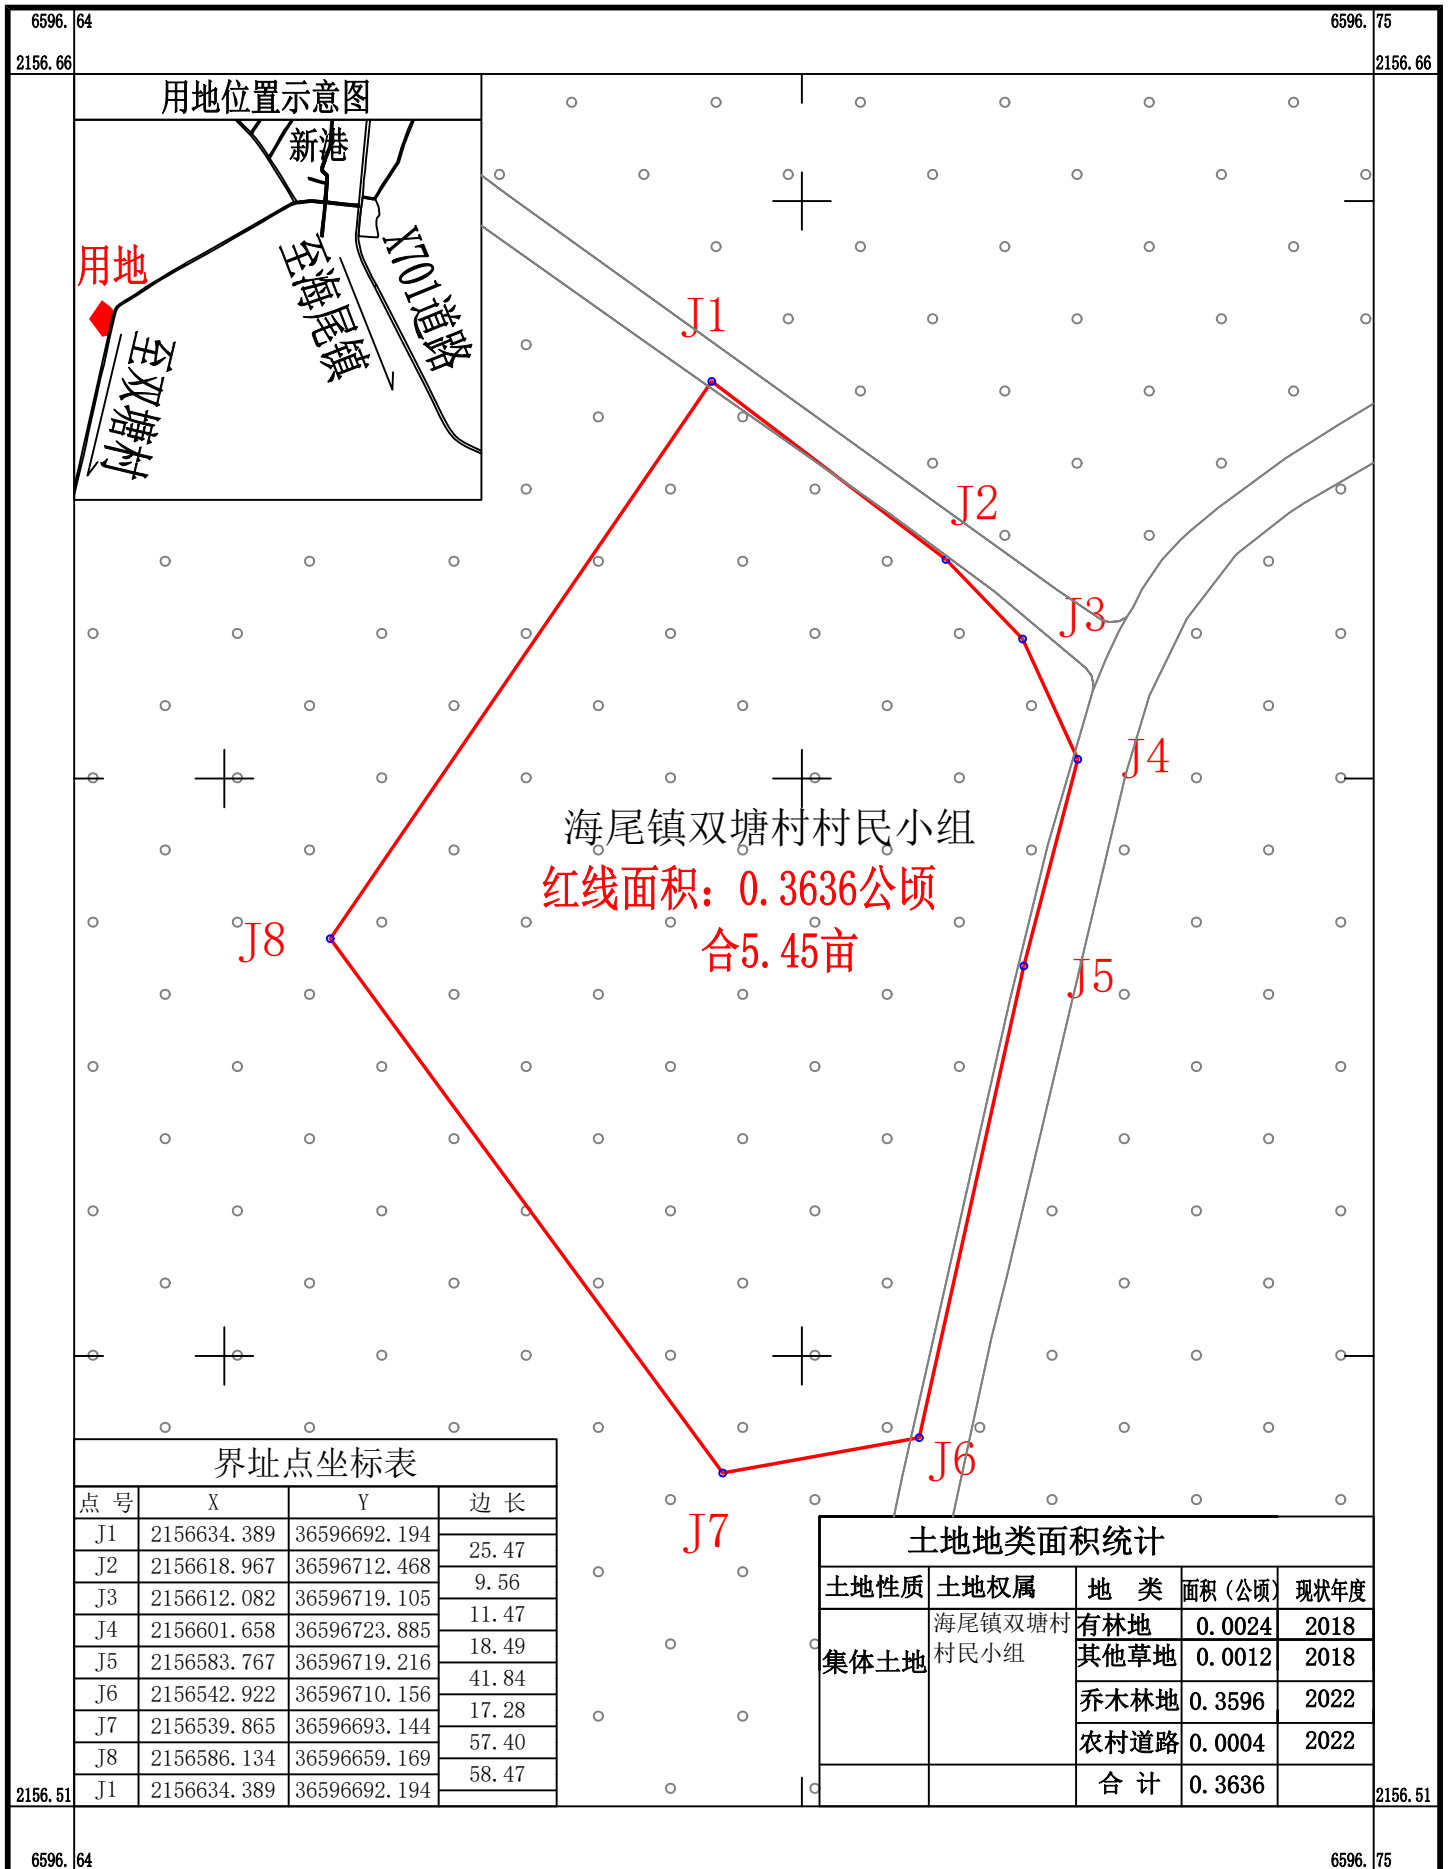 6596. 64
6596. 75
2156.66
2156.66
用地位置示意图
新港
用地
至海尾镇
X701道路
至双塘村
J1
J2
J3
J4
J5
J6
J7
J8
海尾镇双塘村村民小组
红线面积：0.3636公顷
合5.45亩
界址点坐标表
点 号 X Y 边 长
J1 2156634.389 36596692.194
25.47
J2 2156618.967 36596712.468
9.56
J3 2156612.082 36596719.105
11.47
J4 2156601.658 36596723.885
18.49
J5 2156583.767 36596719.216
41.84
J6 2156542.922 36596710.156
17.28
J7 2156539.865 36596693.144
57.40
J8 2156586.134 36596659.169
58.47
J1 2156634.389 36596692.194
土地地类面积统计
土地性质 土地权属 地 类 面积（公顷） 现状年度
集体土地 海尾镇双塘村
村民小组
有林地 0.0024 2018
其他草地 0.0012 2018
乔木林地 0.3596 2022
农村道路 0.0004 2022
合 计 0.3636
2156.51
2156.51
6596. 64
6596. 75